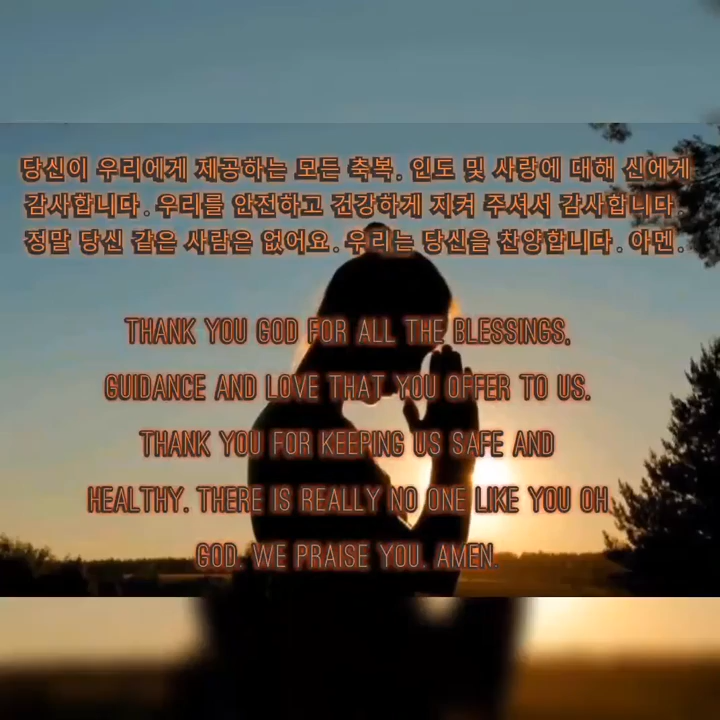 당신이 우리에게 제공하는 모든 축복. 인도 및 사랑에 대해 신에게
감사합니다. 우리를 안전하고 건강하게 지켜 주셔서 감사합니다.
정말 당신 같은 사람은 없어요. 우리는 당신을 찬양합니다. 아멘.
THANK YOU GOD FOR ALL THE BLESSINGS,
GUIDANCE AND LOVE THAT YOU OFFER TO US.
THANK YOU FOR KEEPING US SAFE AND
HEALTHY. THERE IS REALLY NO ONE LIKE YOU OH
GOD. WE PRAISE YOU. AMEN.